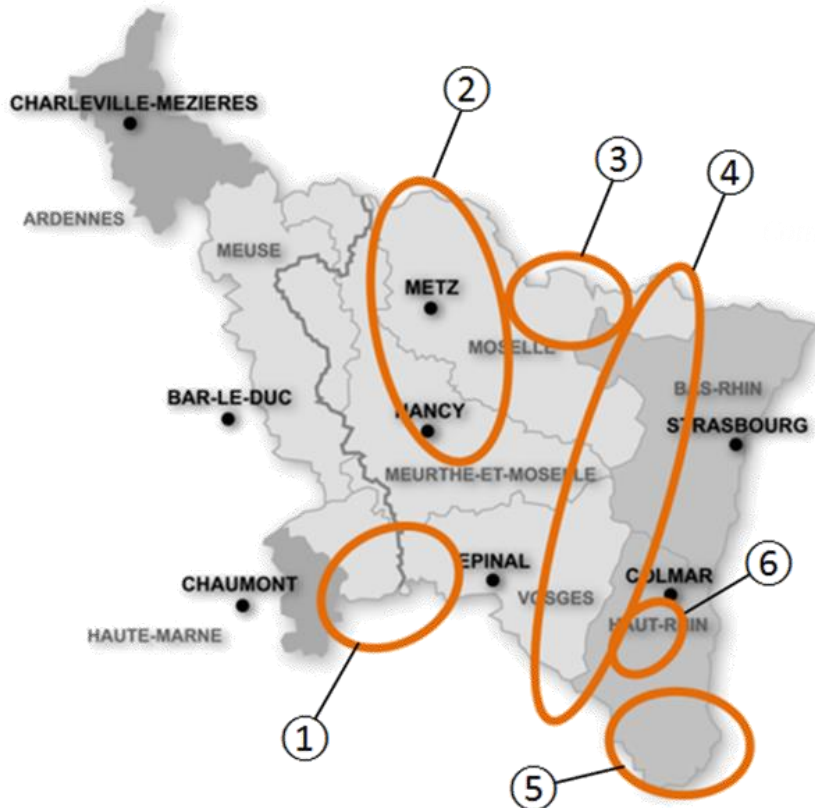 ②
③
④
CHARLEVILLE-MEZIERES
ARDENNES
MEUSE
METZ
MOSELLE
BAS-RHIN
BAR-LE-DUC
NANCY
STRASBOURG
MEURTHE-ET-MOSELLE
EPINAL
⑥
CHAUMONT
VOSGES
COLMAR
HAUTE-MARNE
HAUT-RHIN
①
⑤